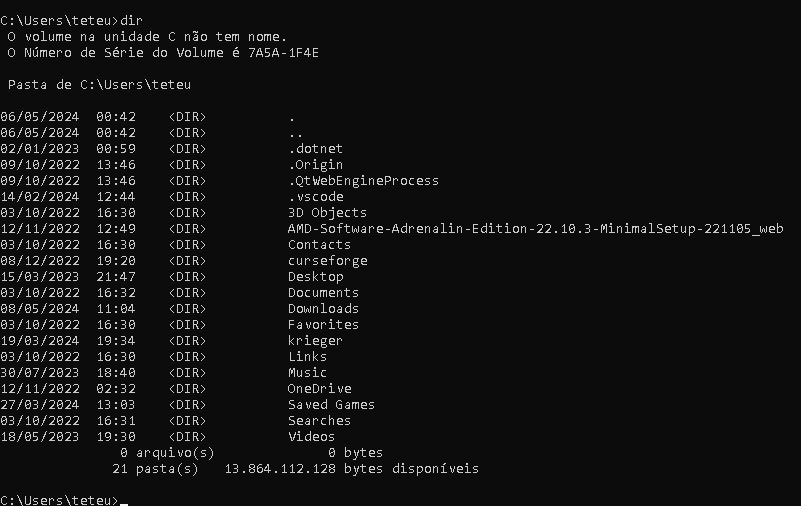 C:\Users\teteu>dir
 O volume na unidade C não tem nome.
 O Número de Série do Volume é 7A5A-1F4E

 Pasta de C:\Users\teteu

06/05/2024  00:42    <DIR>          .
06/05/2024  00:42    <DIR>          ..
02/01/2023  00:59    <DIR>          .dotnet
09/10/2022  13:46    <DIR>          .Origin
09/10/2022  13:46    <DIR>          .QtWebEngineProcess
14/02/2024  12:44    <DIR>          .vscode
03/10/2022  16:30    <DIR>          3D Objects
12/11/2022  12:49    <DIR>          AMD-Software-Adrenalin-Edition-22.10.3-MinimalSetup-221105_web
03/10/2022  16:30    <DIR>          Contacts
08/12/2022  19:20    <DIR>          curseforge
15/03/2023  21:47    <DIR>          Desktop
03/10/2022  16:32    <DIR>          Documents
08/05/2024  11:04    <DIR>          Downloads
03/10/2022  16:30    <DIR>          Favorites
19/03/2024  19:34    <DIR>          krieger
03/10/2022  16:30    <DIR>          Links
30/07/2023  18:40    <DIR>          Music
12/11/2022  02:32    <DIR>          OneDrive
27/03/2024  13:03    <DIR>          Saved Games
03/10/2022  16:31    <DIR>          Searches
18/05/2023  19:30    <DIR>          Videos
               0 arquivo(s)              0 bytes
              21 pasta(s)   13.864.112.128 bytes disponíveis

C:\Users\teteu>_